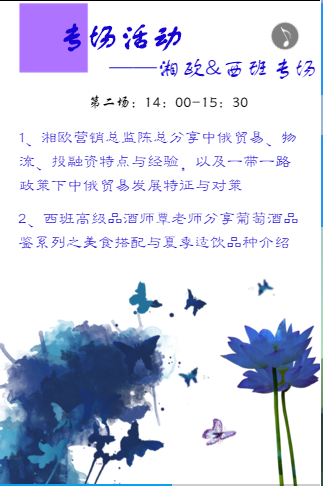 专场活动
——湘欧&西班专场
第二场：14：00-15：30
1、湘欧营销总监陈总分享中俄贸易、物
流、投融资特点与经验，以及一带一路
政策下中俄贸易发展特征与对策
2、西班高级品酒师覃老师分享葡萄酒品
鉴系列之美食搭配与夏季适饮品种介绍